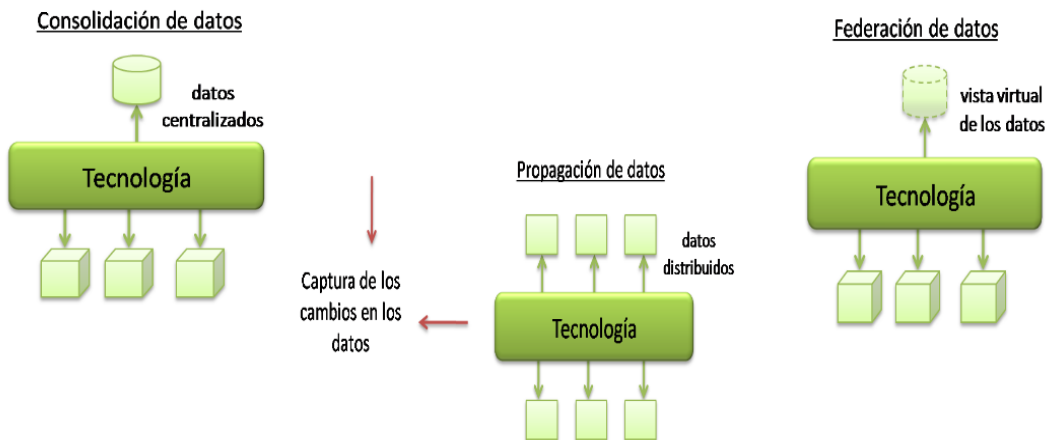 Consolidación de datos
datos
centralizados
Tecnología
Captura de los
cambios en los
datos
Propagación de datos
datos
distribuidos
Tecnología
Federación de datos
vista virtual
de los datos
Tecnología